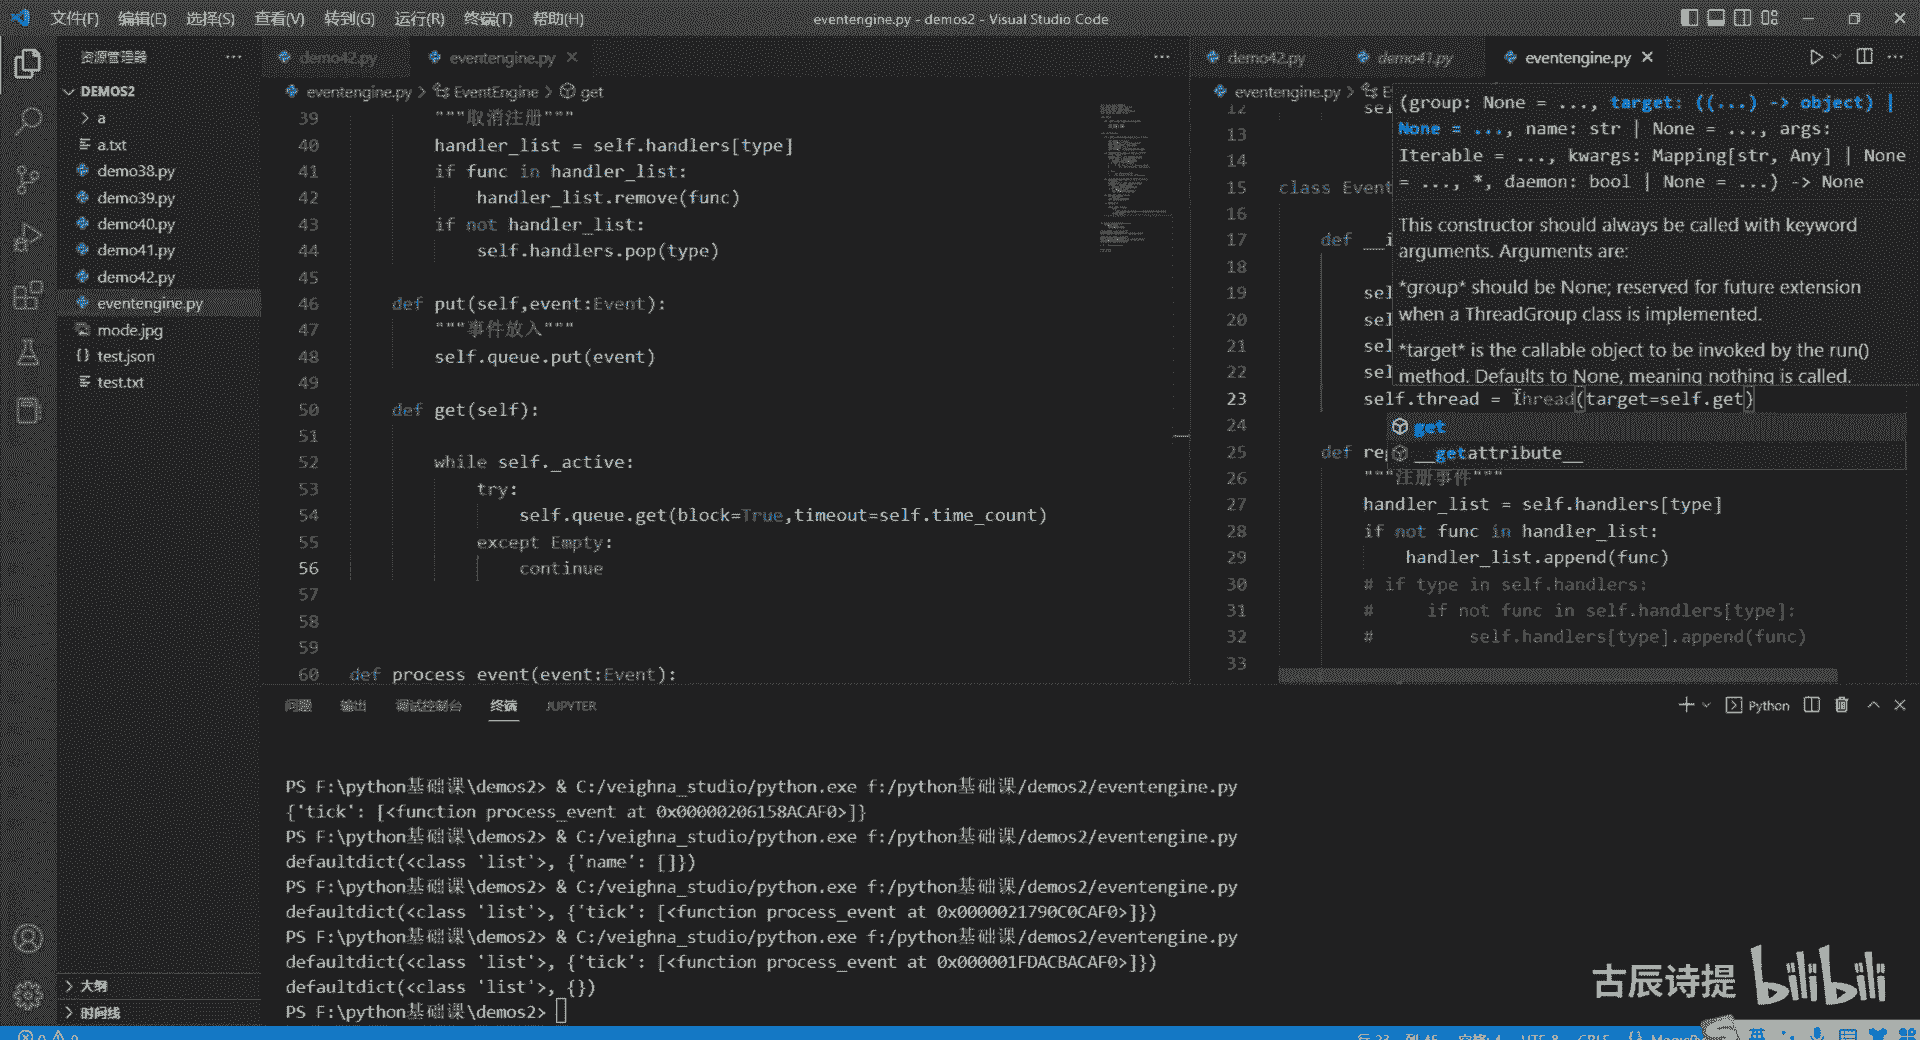 文件(F) 编辑(E) 选择(S) 查看(V) 转到(G) 运行(R) 终端(T) 帮助(H)
eventengine.py - demos2 - Visual Studio Code
资源管理器
DEMOS2
a
a.txt
demo38.py
demo39.py
demo40.py
demo41.py
demo42.py
eventengine.py
mode.jpg
test.json
test.txt
大纲
时间线
demo42.py eventengine.py
eventengine.py > EventEngine > get
39 """取消注册"""
40 handler_list = self.handlers[type]
41 if func in handler_list:
42 handler_list.remove(func)
43 if not handler_list:
44 self.handlers.pop(type)
45
46 def put(self,event:Event):
47 """事件放入"""
48 self.queue.put(event)
49
50 def get(self):
51
52 while self._active:
53 try:
54 self.queue.get(block=True,timeout=self.time_count)
55 except Empty:
56 continue
57
58
59
60 def process_event(event:Event):
demo42.py demo41.py eventengine.py
eventengine.py > E
(group: None = ..., target: ((...) -> object) |
None = ..., name: str | None = ..., args:
Iterable = ..., kwargs: Mapping[str, Any] | None
= ..., *, daemon: bool | None = ...) -> None
This constructor should always be called with keyword
arguments. Arguments are:
*group* should be None; reserved for future extension
when a ThreadGroup class is implemented.
*target* is the callable object to be invoked by the run()
method. Defaults to None, meaning nothing is called.
12 sel
13
14
15 class Event
16
17 def __i
18
19 sel
20 sel
21 sel
22 sel
23 self.thread = Thread(target=self.get)
get
__getattribute__
24
25 def re
26 """注册事件"""
27 handler_list = self.handlers[type]
28 if not func in handler_list:
29 handler_list.append(func)
30 # if type in self.handlers:
31 # if not func in self.handlers[type]:
32 # self.handlers[type].append(func)
33
问题 输出 调试控制台 终端 JUPYTER
Python
PS F:\python基础课\demos2> & C:/veighna_studio/python.exe f:/python基础课/demos2/eventengine.py
{'tick': [<function process_event at 0x00000206158ACAF0>]}
PS F:\python基础课\demos2> & C:/veighna_studio/python.exe f:/python基础课/demos2/eventengine.py
defaultdict(<class 'list'>, {'name': []})
PS F:\python基础课\demos2> & C:/veighna_studio/python.exe f:/python基础课/demos2/eventengine.py
defaultdict(<class 'list'>, {'tick': [<function process_event at 0x0000021790C0CAF0>]})
PS F:\python基础课\demos2> & C:/veighna_studio/python.exe f:/python基础课/demos2/eventengine.py
defaultdict(<class 'list'>, {'tick': [<function process_event at 0x000001FDACBACAF0>]})
defaultdict(<class 'list'>, {})
PS F:\python基础课\demos2>
古辰诗提 bilibili
英